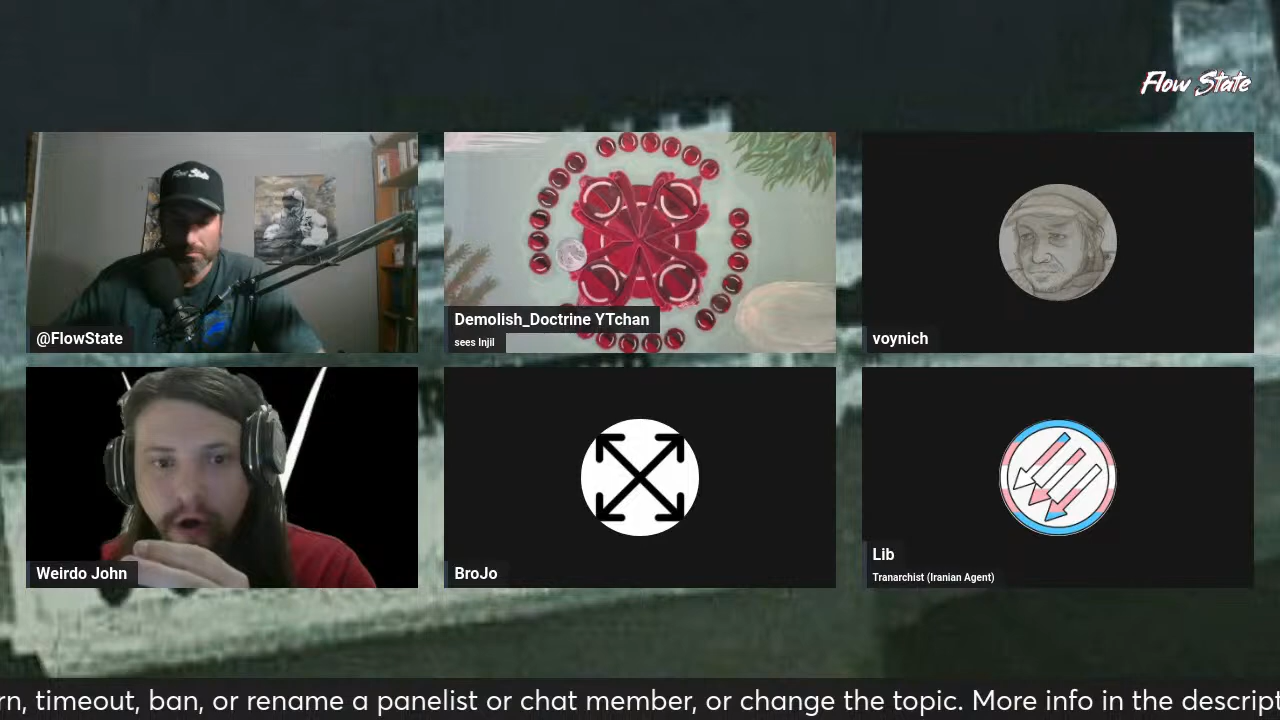 Flow State
@FlowState
Demolish_Doctrine YTchan
sees Injil
voynich
Weirdo John
BroJo
Lib
Tranarchist (Iranian Agent)
rn, timeout, ban, or rename a panelist or chat member, or change the topic. More info in the descript